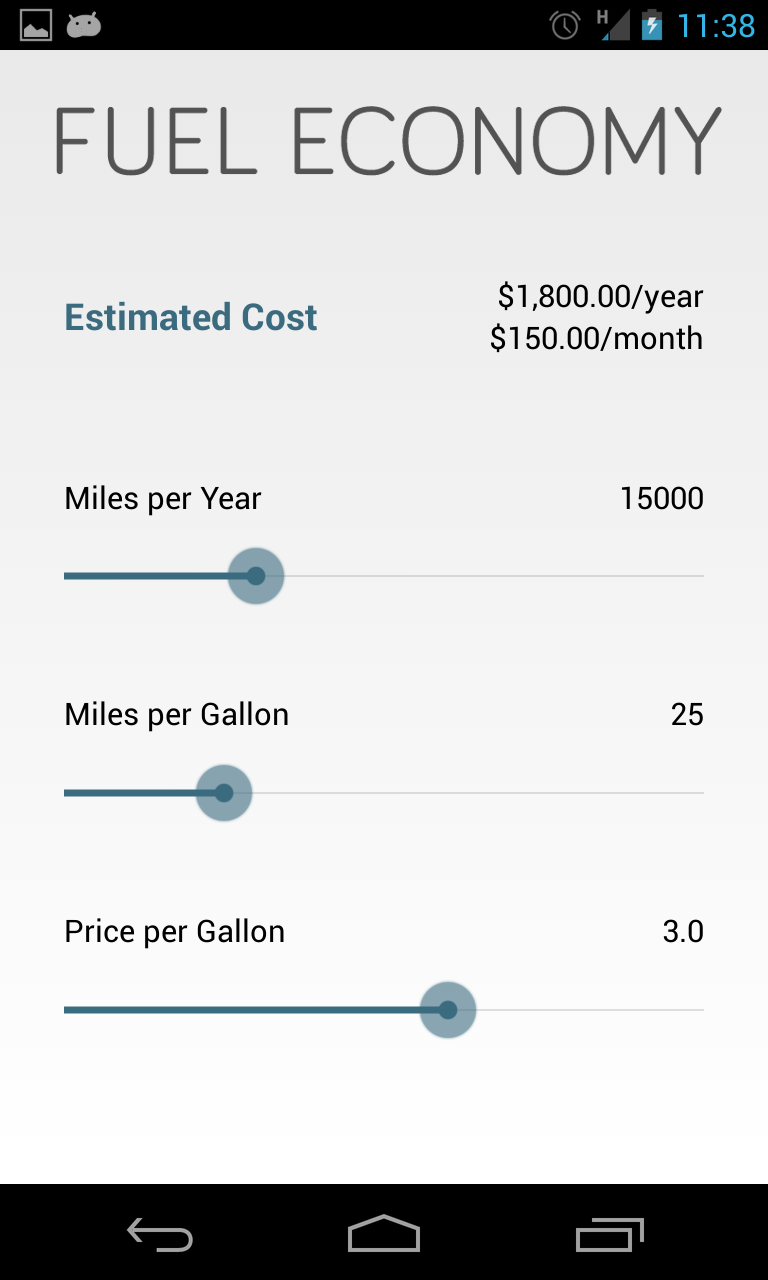 H 11:38
FUEL ECONOMY
Estimated Cost
$1,800.00/year
$150.00/month
Miles per Year 15000
Miles per Gallon 25
Price per Gallon 3.0